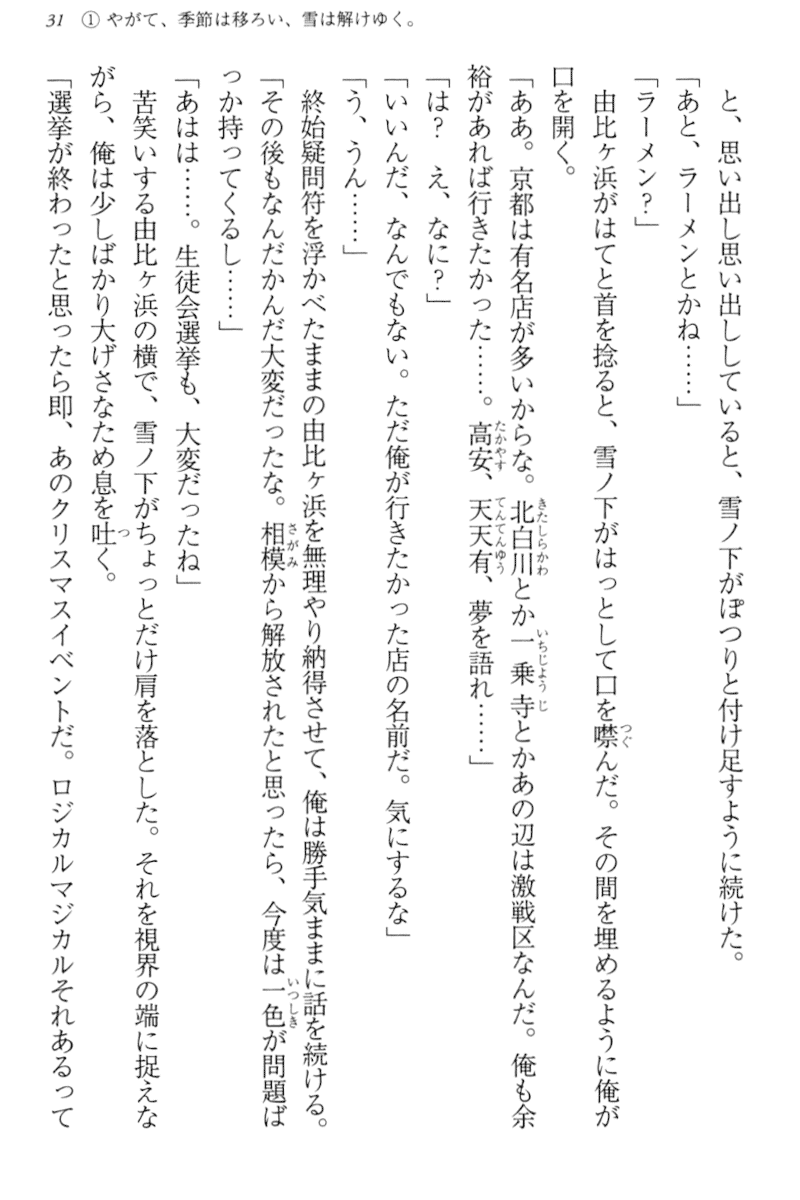 31　① やがて、季節は移ろい、雪は解けゆく。
　と、思い出し思い出ししていると、雪ノ下がぽつりと付け足すように続けた。
「あと、ラーメンとかね……」
「ラーメン？」
　由比ヶ浜がはてと首を捻ると、雪ノ下がはっとして口を噤んだ。その間を埋めるように俺が
口を開く。
「ああ。京都は有名店が多いからな。北白川とか一乗寺とかあの辺は激戦区なんだ。俺も余
裕があれば行きたかった……。高安、天天有、夢を語れ……」
「は？　え、なに？」
「いいんだ、なんでもない。ただ俺が行きたかった店の名前だ。気にするな」
「う、うん……」
　終始疑問符を浮かべたままの由比ヶ浜を無理やり納得させて、俺は勝手気ままに話を続ける。
「その後もなんだかんだ大変だったな。相模から解放されたと思ったら、今度は一色が問題ば
っか持ってくるし……」
「あはは……。生徒会選挙も、大変だったね」
　苦笑いする由比ヶ浜の横で、雪ノ下がちょっとだけ肩を落とした。それを視界の端に捉えな
がら、俺は少しばかり大げさなため息を吐く。
「選挙が終わったと思ったら即、あのクリスマスイベントだ。ロジカルマジカルそれあるって